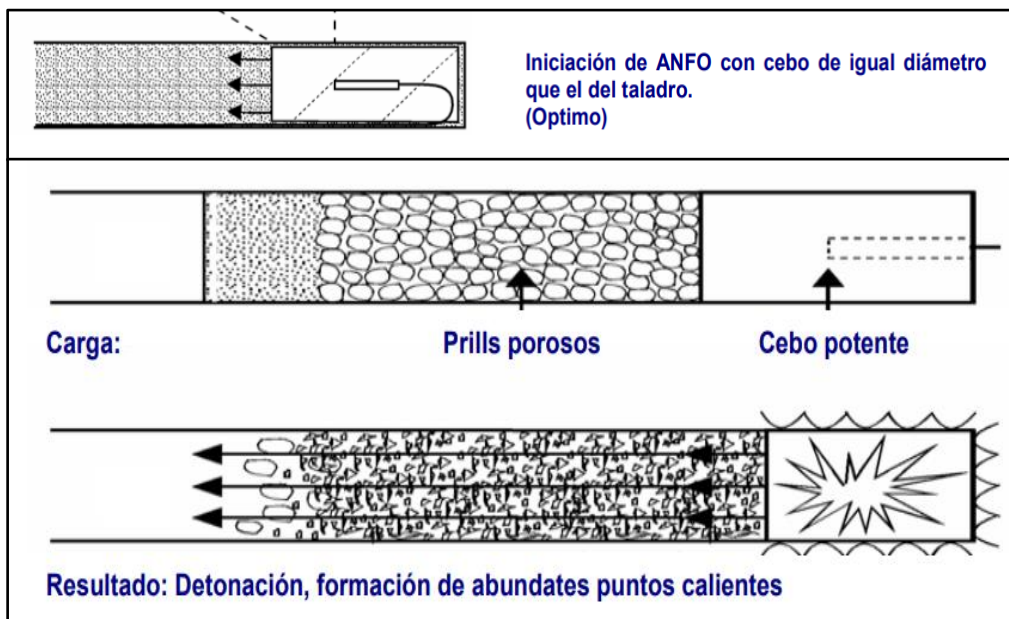 Iniciación de ANFO con cebo de igual diámetro
que el del taladro.
(Optimo)
Carga:
Prills porosos
Cebo potente
Resultado: Detonación, formación de abundates puntos calientes